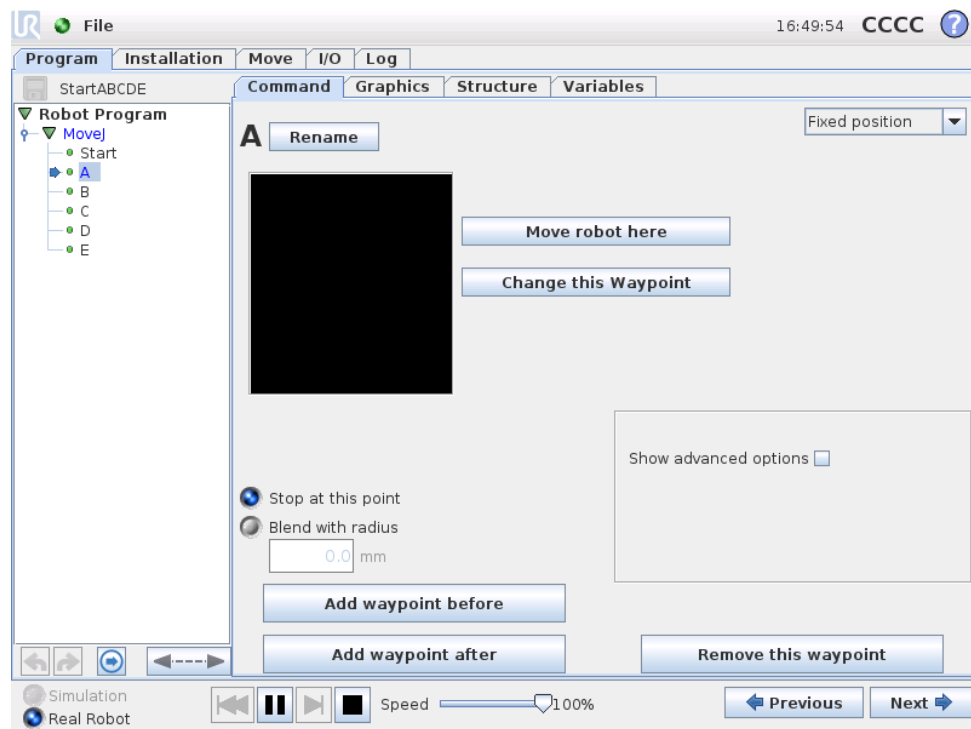 UR File 16:49:54 CCCC ?
Program Installation Move I/O Log
StartABCDE
Command Graphics Structure Variables
Robot Program
MoveJ
Start
A
B
C
D
E
A Rename
Fixed position
Move robot here
Change this Waypoint
Show advanced options
Stop at this point
Blend with radius
0.0 mm
Add waypoint before
Add waypoint after
Remove this waypoint
Simulation
Real Robot
Speed 100%
Previous
Next